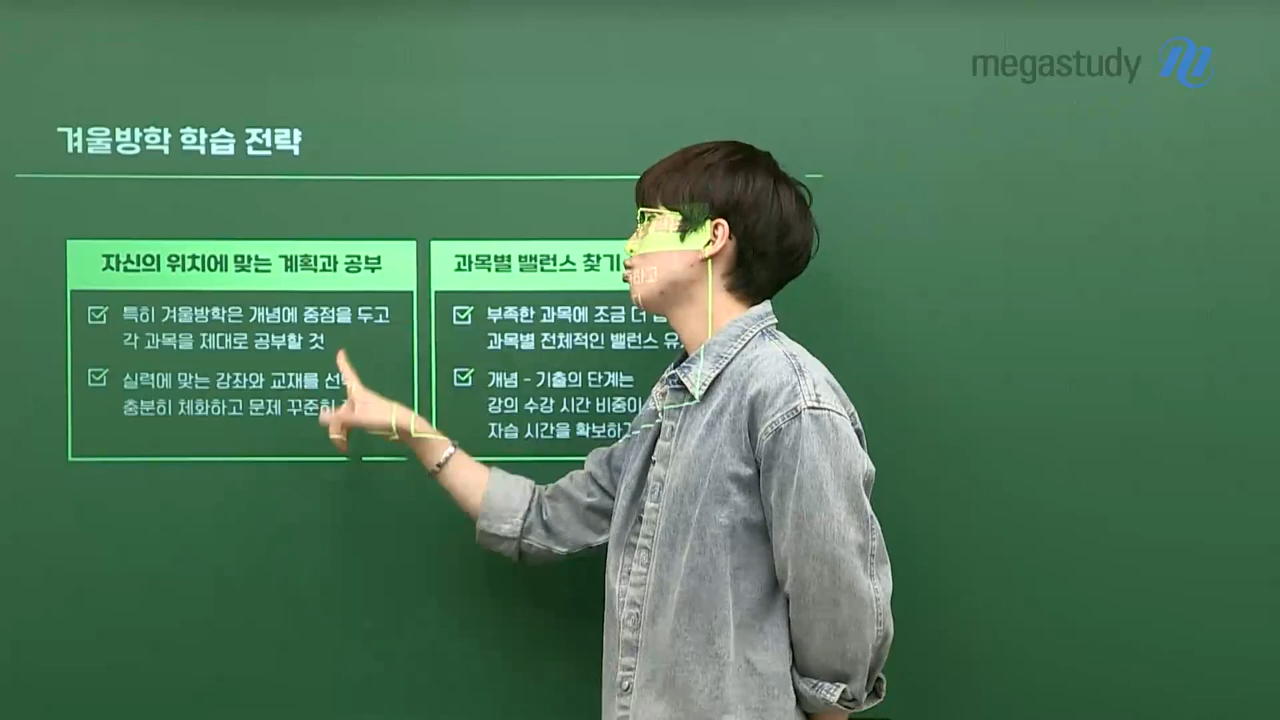 megastudy
겨울방학 학습 전략
자신의 위치에 맞는 계획과 공부
특히 겨울방학은 개념에 중점을 두고
각 과목을 제대로 공부할 것
실력에 맞는 강좌와 교재를
충분히 체화하고 문제 꾸준히
과목별 밸런스 찾기
부족한 과목에 조금 더
과목별 전체적인 밸런스
개념 - 기출의 단계는
강의 수강 시간 비중이
자습 시간을 확보하고